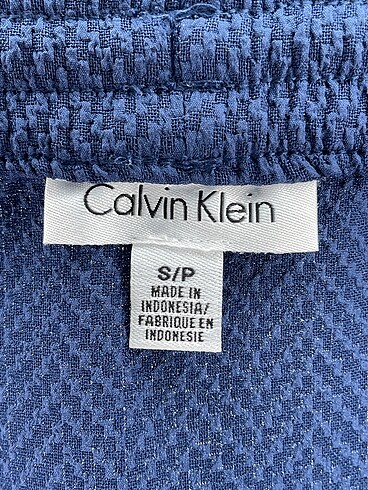 Calvin Klein
S/P
MADE IN
INDONESIA/
FABRIQUE EN
INDONESIE